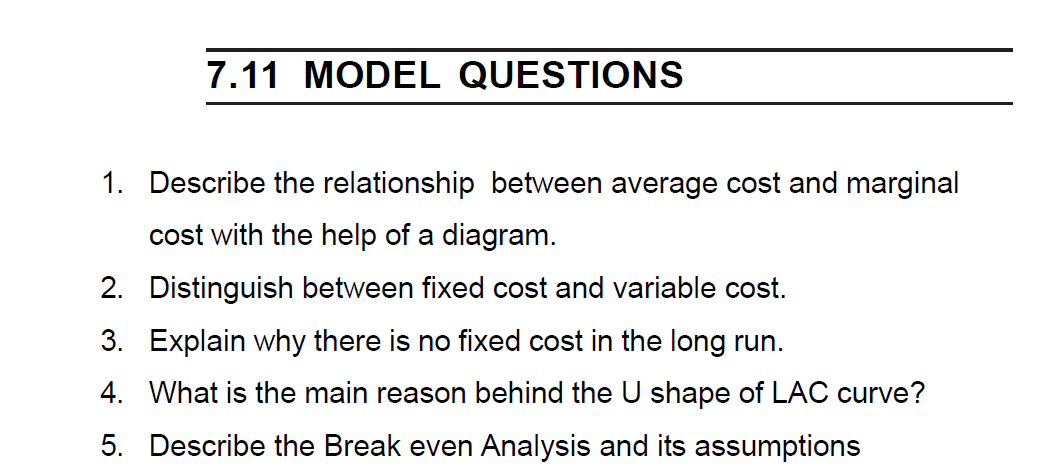 7.11 MODEL QUESTIONS
1. Describe the relationship between average cost and marginal
cost with the help of a diagram.
2. Distinguish between fixed cost and variable cost.
3. Explain why there is no fixed cost in the long run.
4. What is the main reason behind the U shape of LAC curve?
5. Describe the Break even Analysis and its assumptions